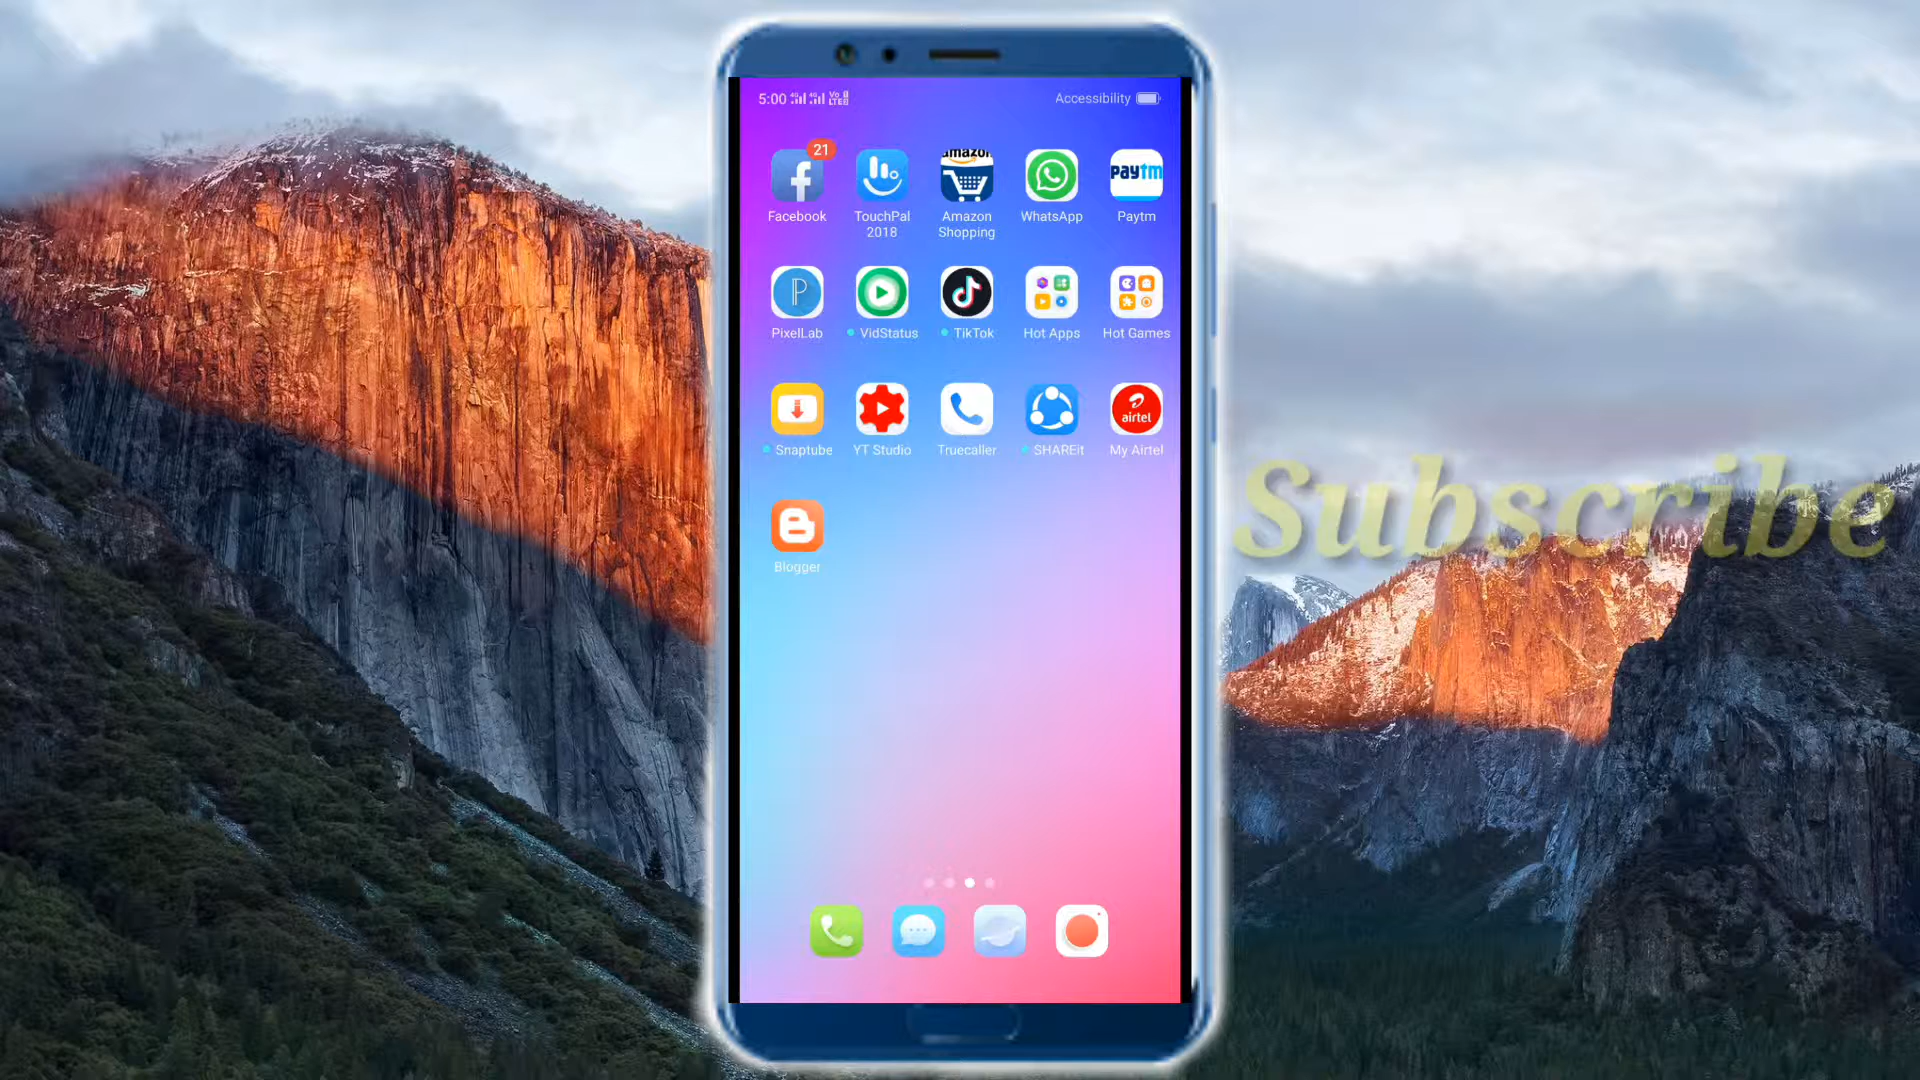 5:00
Accessibility
21
amazon
paytm
Facebook
TouchPal
2018
Amazon
Shopping
WhatsApp
Paytm
PixelLab
VidStatus
TikTok
Hot Apps
Hot Games
airtel
Snaptube
YT Studio
Truecaller
SHAREit
My Airtel
Blogger
Subscribe